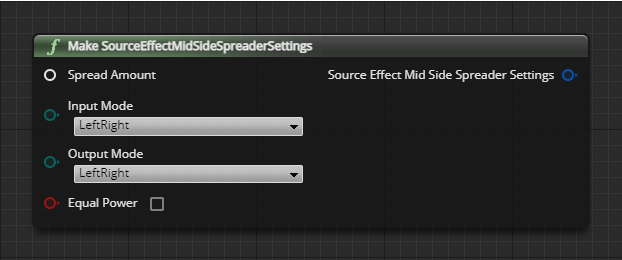 f Make SourceEffectMidSideSpreaderSettings
Spread Amount
Source Effect Mid Side Spreader Settings
Input Mode
LeftRight
Output Mode
LeftRight
Equal Power